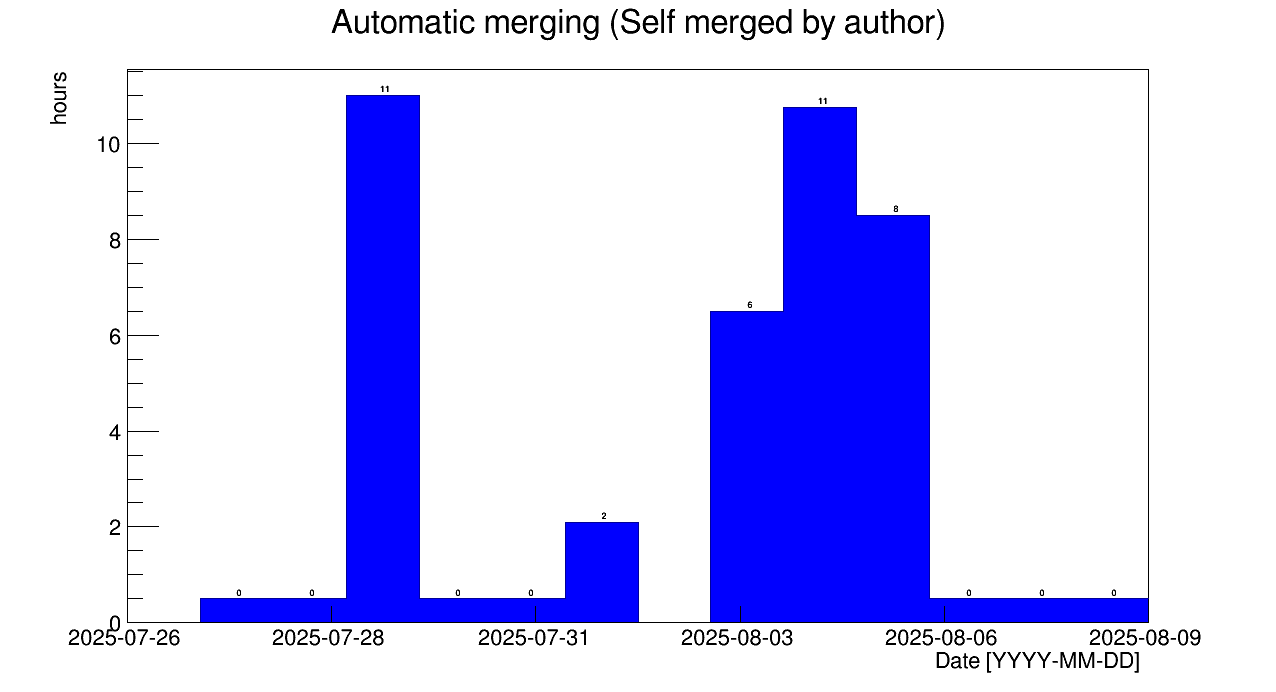 Automatic merging (Self merged by author)
hours
11
11
10
8
8
6
6
4
2
2
0 0 0 0 0 0 0
0
2025-07-26 2025-07-28 2025-07-31 2025-08-03 2025-08-06 2025-08-09
Date [YYYY-MM-DD]